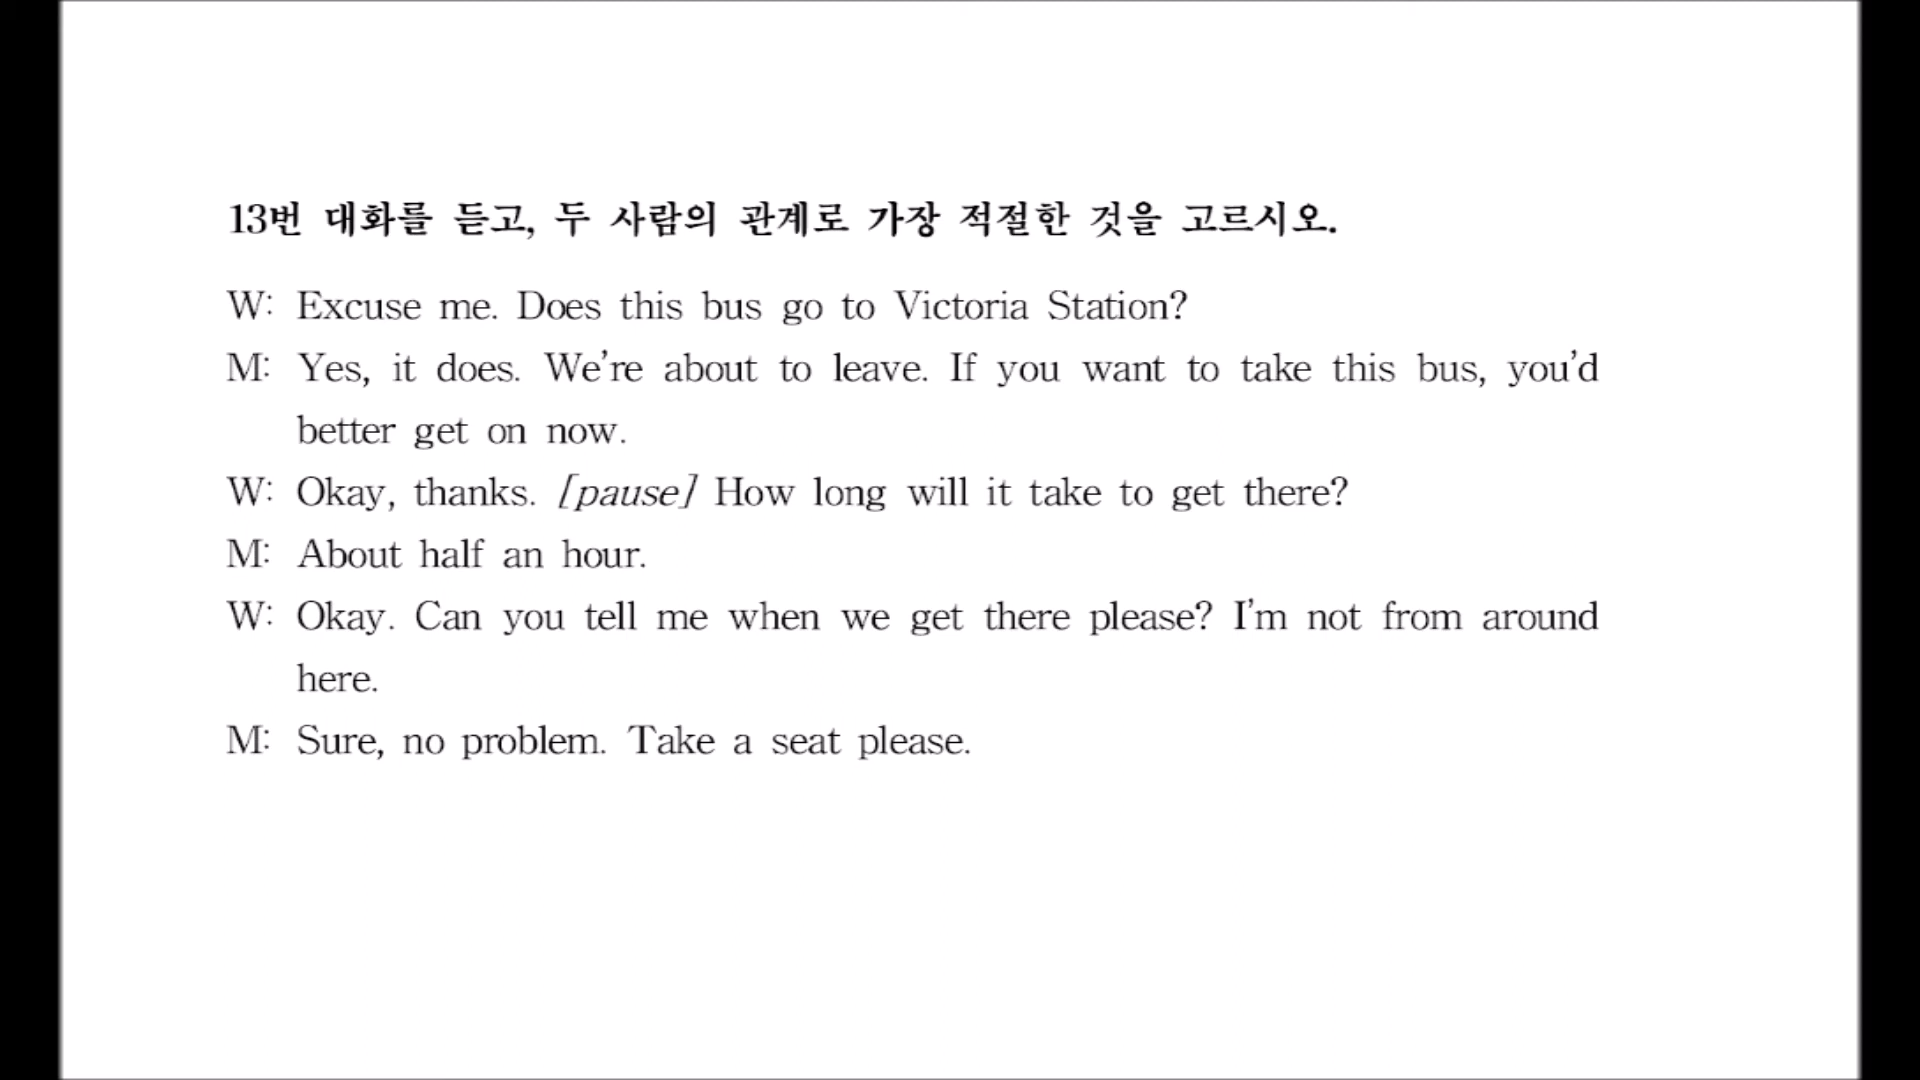 13번 대화를 듣고, 두 사람의 관계로 가장 적절한 것을 고르시오.
W: Excuse me. Does this bus go to Victoria Station?
M: Yes, it does. We’re about to leave. If you want to take this bus, you’d
better get on now.
W: Okay, thanks. [pause] How long will it take to get there?
M: About half an hour.
W: Okay. Can you tell me when we get there please? I’m not from around
here.
M: Sure, no problem. Take a seat please.